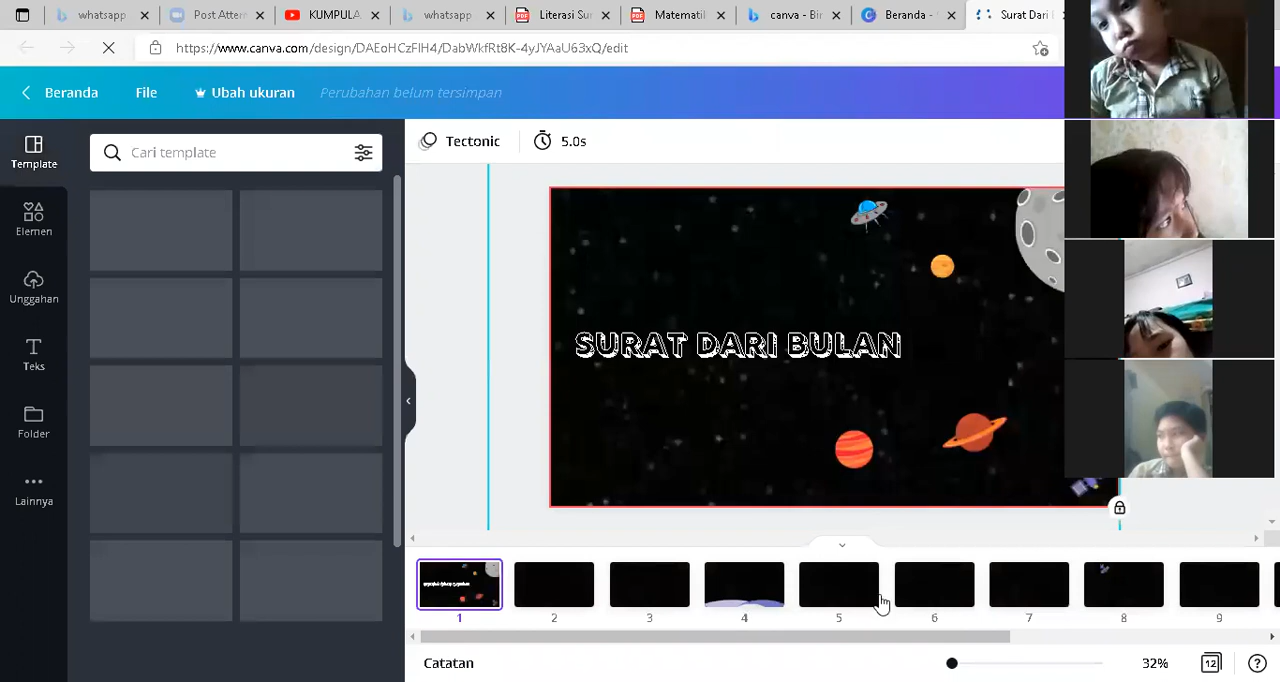 whatsapp
Post Atten
KUMPULA
whatsapp
Literasi Su
Matematil
canva - Bi
Beranda -
Surat Dari
https://www.canva.com/design/DAEoHCzFlH4/DabWkfRt8K-4yJYAaU63xQ/edit
Beranda File Ubah ukuran Perubahan belum tersimpan
Template
Cari template
Tectonic 5.0s
Elemen
Unggahan
Teks
Folder
Lainnya
SURAT DARI BULAN
1 2 3 4 5 6 7 8 9
Catatan 32% 12 ?